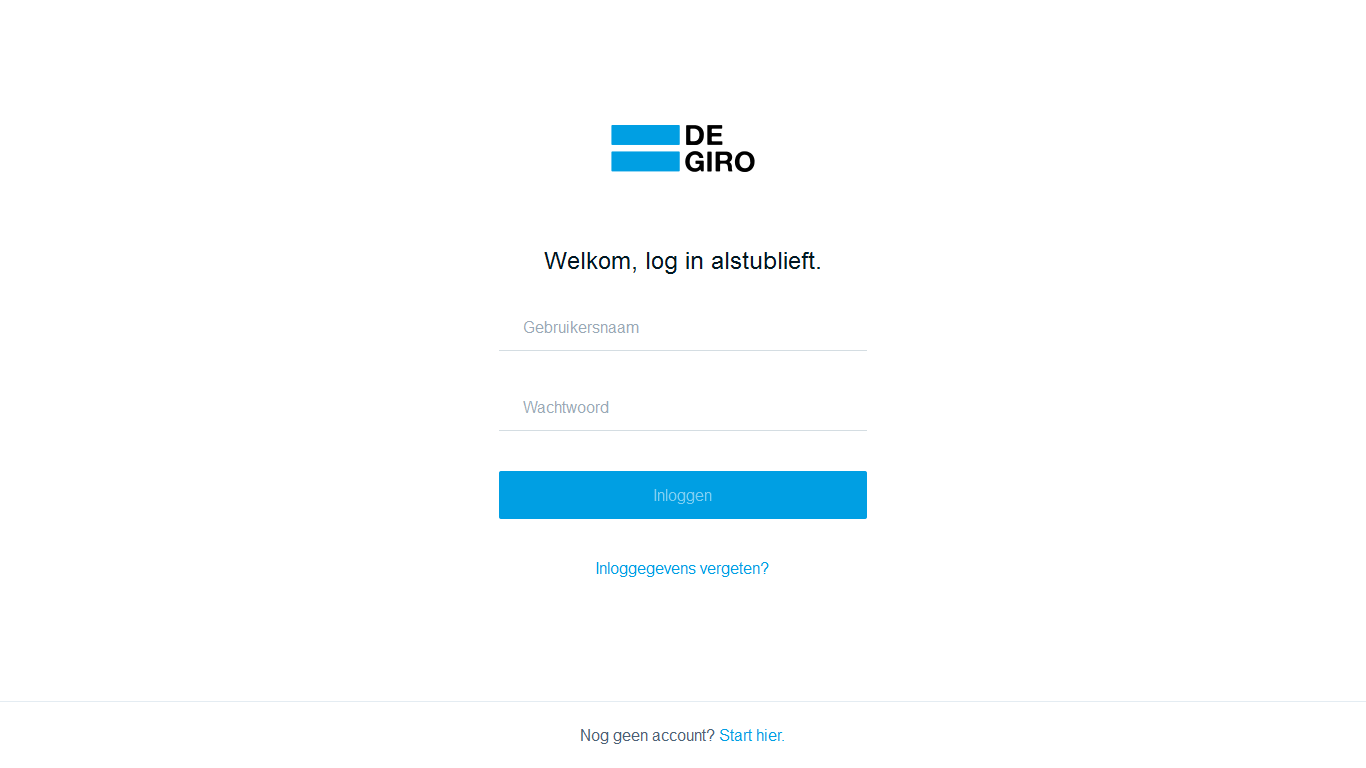 DE
GIRO
Welkom, log in alstublieft.
Gebruikersnaam
Wachtwoord
Inloggen
Inloggegevens vergeten?
Nog geen account? Start hier.